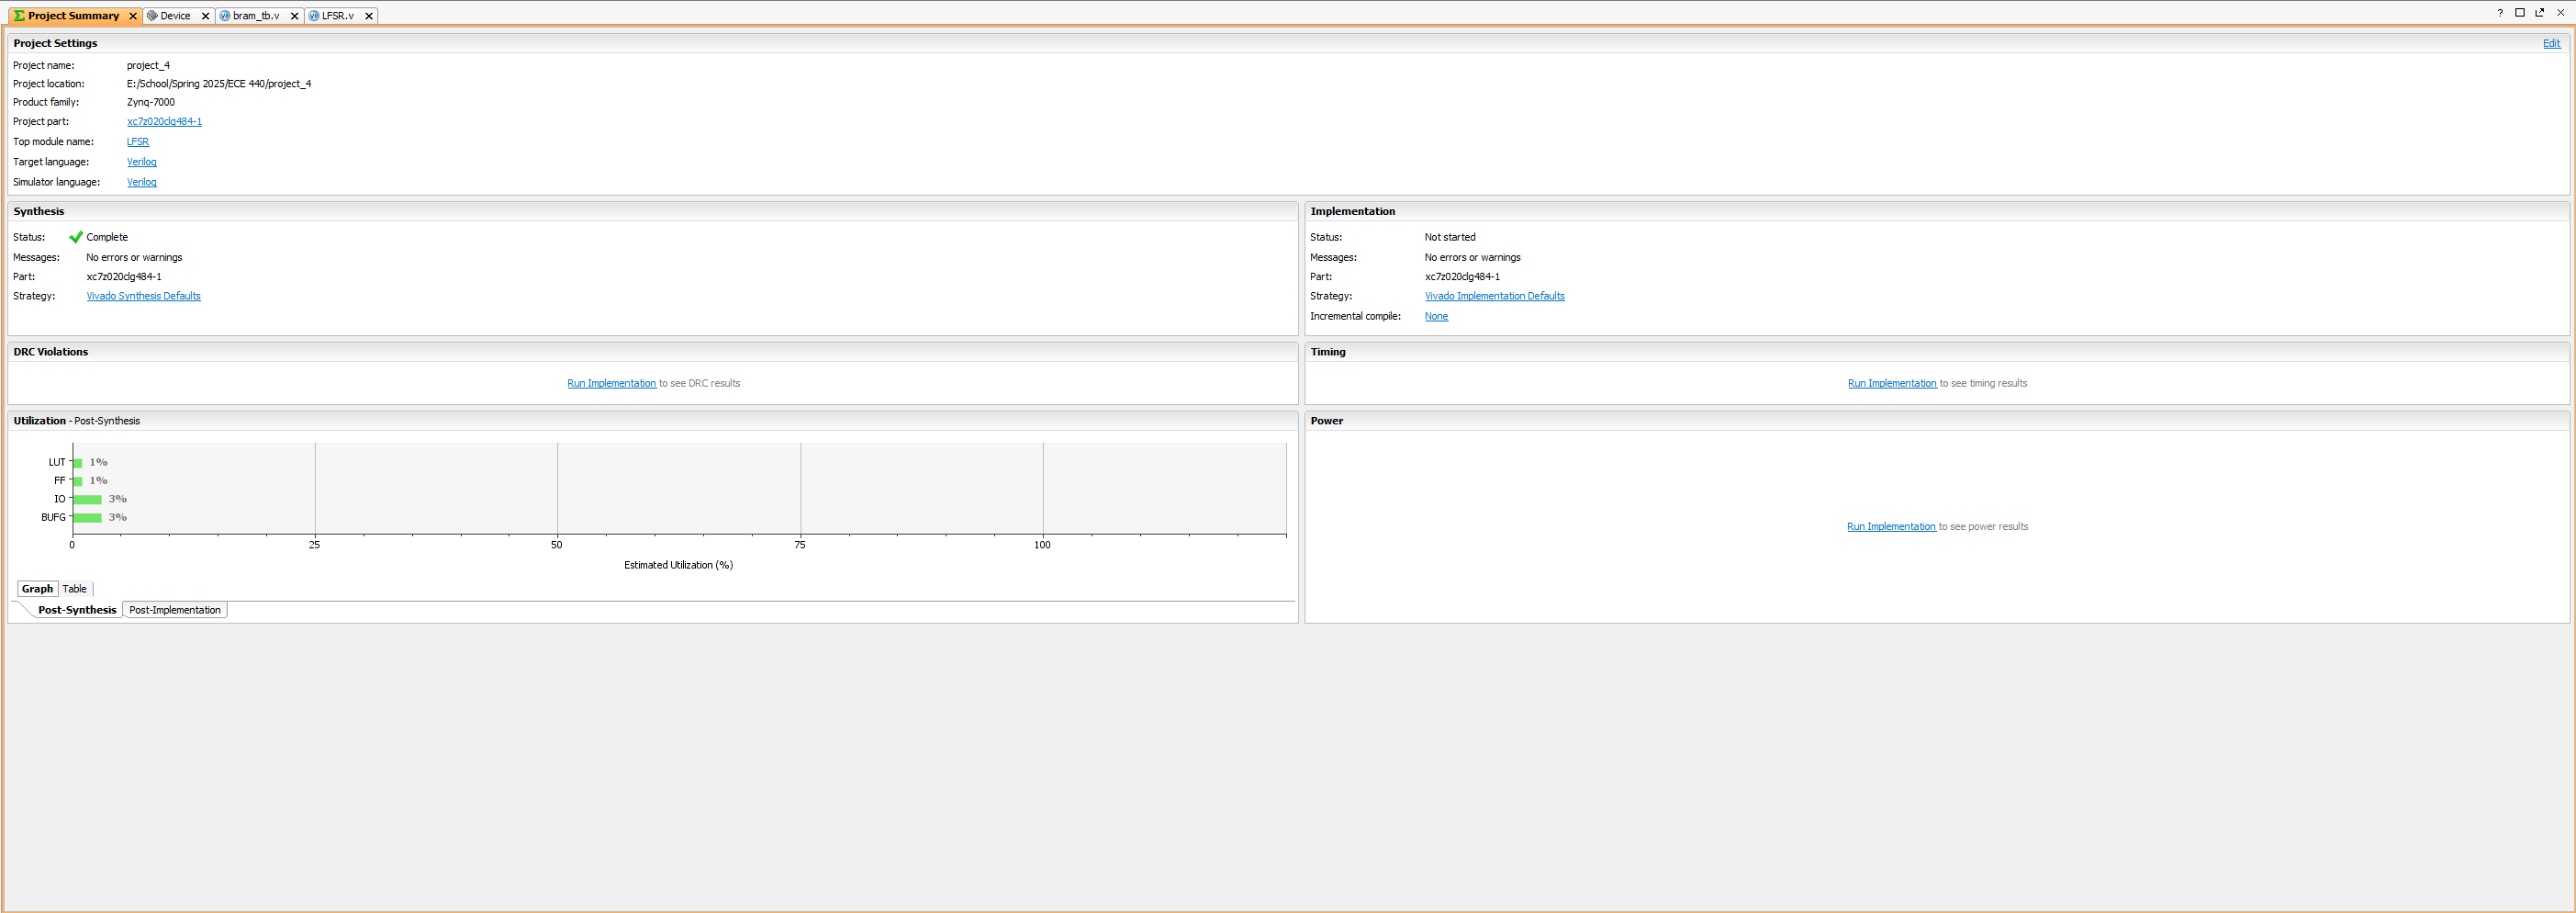 Project Summary Device bram_tb.v LFSR.v
Project Settings Edit
Project name: project_4
Project location: E:/School/Spring 2025/ECE 440/project_4
Product family: Zynq-7000
Project part: xc7z020clg484-1
Top module name: LFSR
Target language: Verilog
Simulator language: Verilog
Synthesis
Status: Complete
Messages: No errors or warnings
Part: xc7z020clg484-1
Strategy: Vivado Synthesis Defaults
Implementation
Status: Not started
Messages: No errors or warnings
Part: xc7z020clg484-1
Strategy: Vivado Implementation Defaults
Incremental compile: None
DRC Violations
Run Implementation to see DRC results
Timing
Run Implementation to see timing results
Utilization - Post-Synthesis
LUT 1%
FF 1%
IO 3%
BUFG 3%
0 25 50 75 100
Estimated Utilization (%)
Graph Table
Post-Synthesis Post-Implementation
Power
Run Implementation to see power results